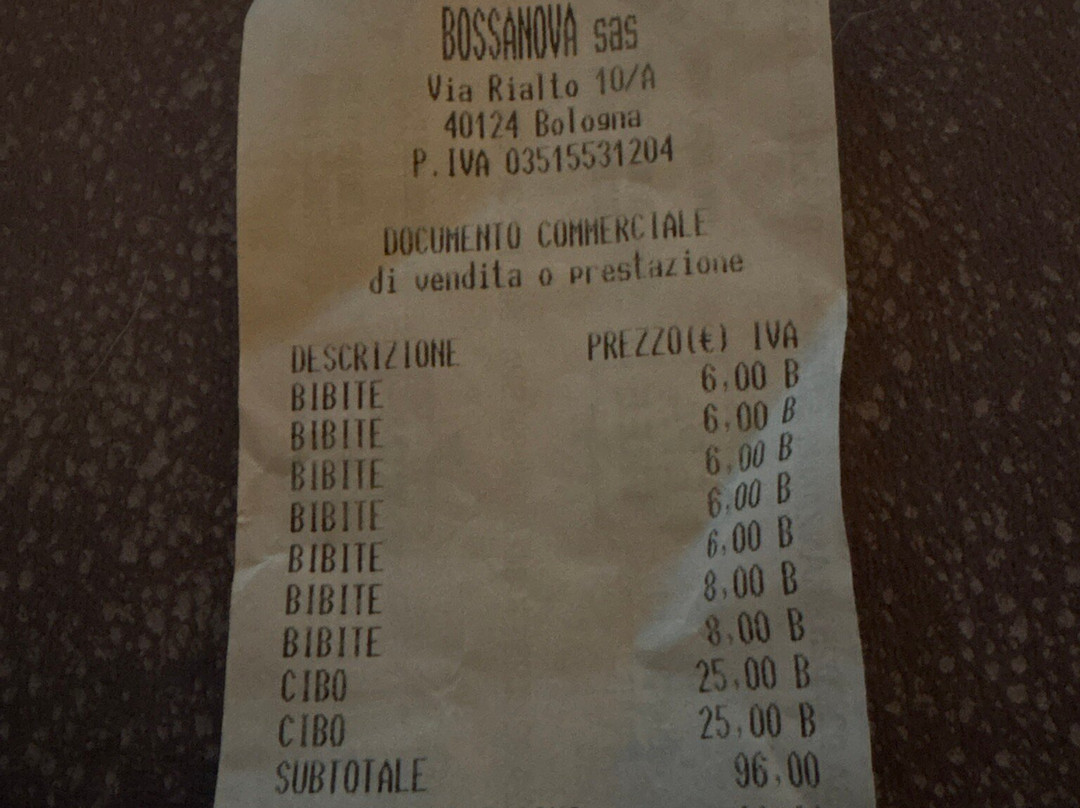 BOSSANOVA sas
Via Rialto 10/A
40124 Bologna
P.IVA 03515531204
DOCUMENTO COMMERCIALE
di vendita o prestazione
DESCRIZIONE PREZZO(€) IVA
BIBITE 6,00 B
BIBITE 6,00 B
BIBITE 6,00 B
BIBITE 6,00 B
BIBITE 6,00 B
BIBITE 8,00 B
BIBITE 8,00 B
CIBO 25,00 B
CIBO 25,00 B
SUBTOTALE 96,00